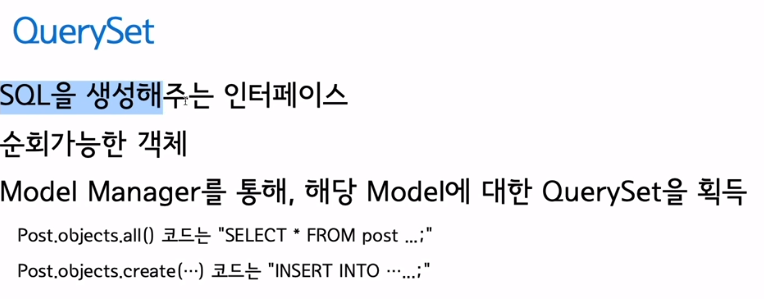 QuerySet
SQL을 생성해주는 인터페이스
순회가능한 객체
Model Manager를 통해, 해당 Model에 대한 QuerySet을 획득
Post.objects.all() 코드는 "SELECT * FROM post ...;"
Post.objects.create(⋯) 코드는 "INSERT INTO ⋯...;"